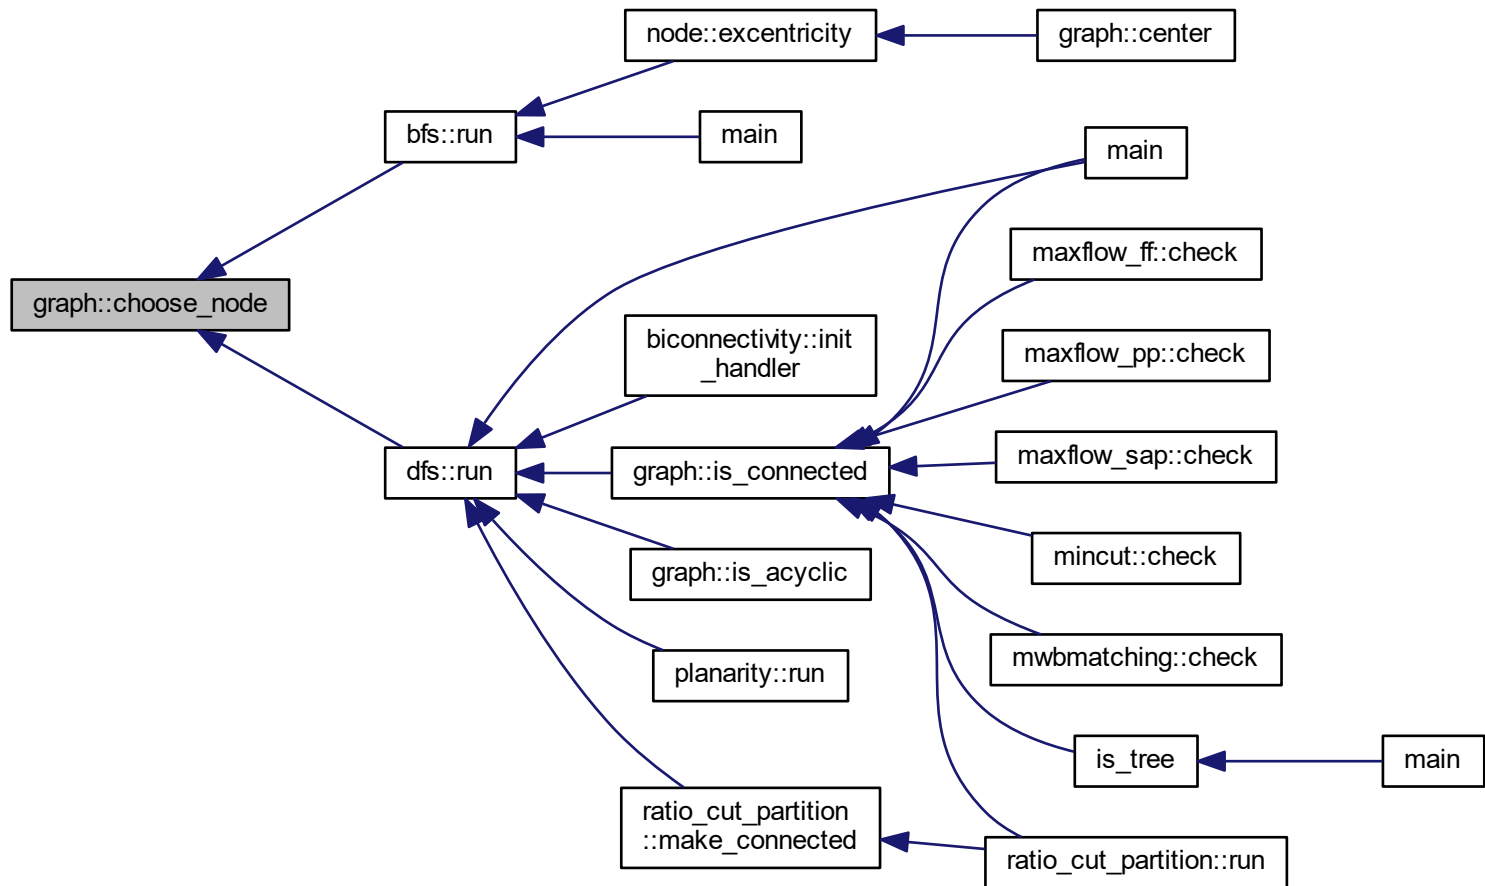 node::excentricity
graph::center
bfs::run
main
main
maxflow_ff::check
graph::choose_node
biconnectivity::init
_handler
maxflow_pp::check
dfs::run
graph::is_connected
maxflow_sap::check
mincut::check
graph::is_acyclic
mwbmatching::check
planarity::run
is_tree
main
ratio_cut_partition
::make_connected
ratio_cut_partition::run